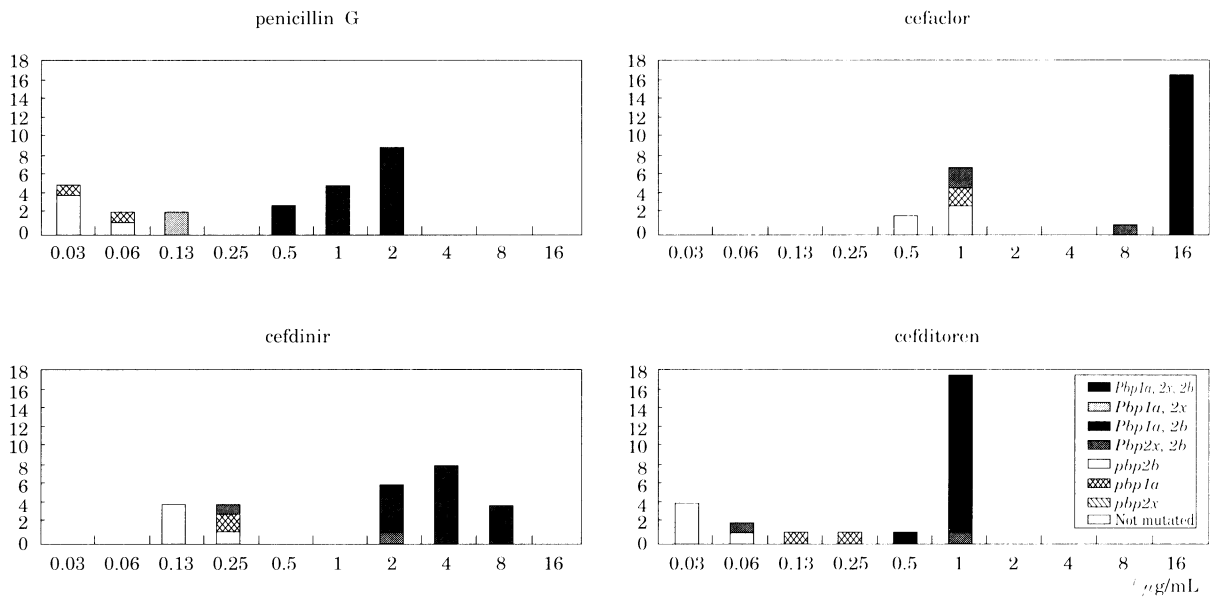 penicillin G
18
16
14
12
10
8
6
4
2
0
0.03 0.06 0.13 0.25 0.5 1 2 4 8 16
cefaclor
18
16
14
12
10
8
6
4
2
0
0.03 0.06 0.13 0.25 0.5 1 2 4 8 16
cefdinir
18
16
14
12
10
8
6
4
2
0
0.03 0.06 0.13 0.25 0.5 1 2 4 8 16
cefditoren
18
16
14
12
10
8
6
4
2
0
Pbp1a, 2x, 2b
Pbp1a, 2x
Pbp1a, 2b
Pbp2x, 2b
pbp2b
pbp1a
pbp2x
Not mutated
0.03 0.06 0.13 0.25 0.5 1 2 4 8 16
μg/mL